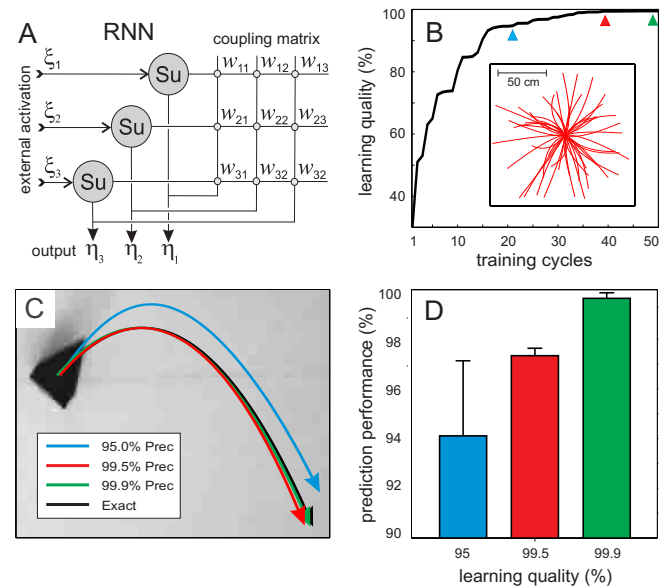 A
RNN
coupling matrix
external activation
ξ1
Su
w11 w12 w13
ξ2
Su
w21 w22 w23
ξ3
Su
w31 w32 w32
output η3 η2 η1
B
learning quality (%)
100
80
60
40
50 cm
1 10 20 30 40 50
training cycles
C
95.0% Prec
99.5% Prec
99.9% Prec
Exact
D
prediction performance (%)
100
98
96
94
92
90
95 99.5 99.9
learning quality (%)